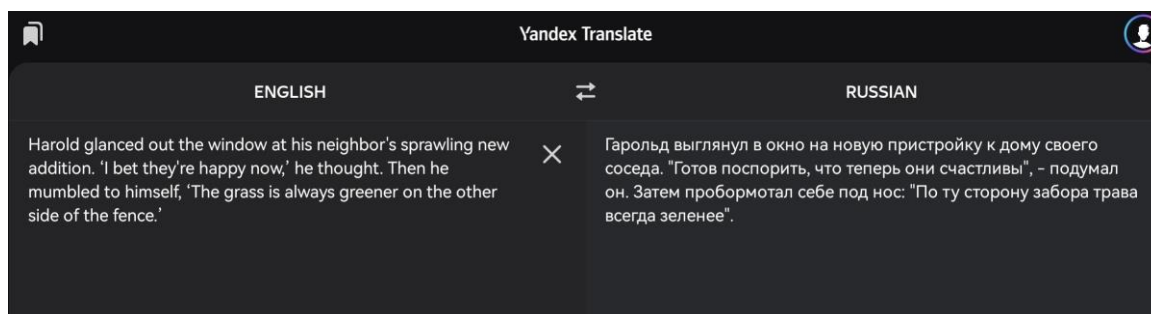 Yandex Translate
ENGLISH
RUSSIAN
Harold glanced out the window at his neighbor's sprawling new
addition. ‘I bet they're happy now,’ he thought. Then he
mumbled to himself, ‘The grass is always greener on the other
side of the fence.’
Гарольд выглянул в окно на новую пристройку к дому своего
соседа. "Готов поспорить, что теперь они счастливы", – подумал
он. Затем пробормотал себе под нос: "По ту сторону забора трава
всегда зеленее".